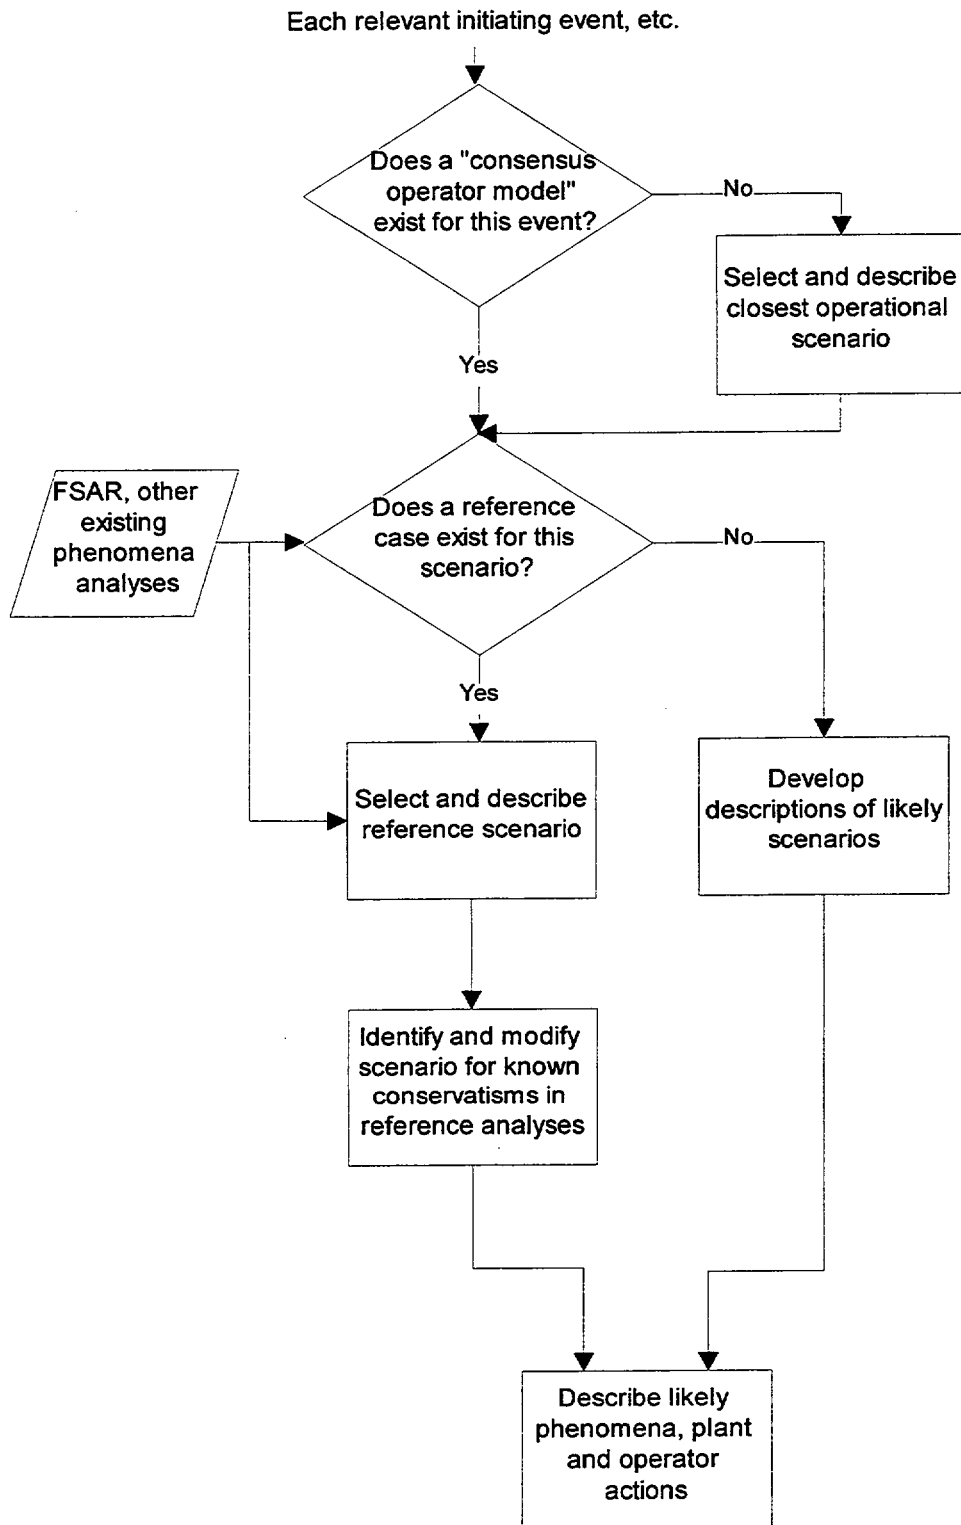 Each relevant initiating event, etc.
Does a "consensus
operator model"
exist for this event?
No
Select and describe
closest operational
scenario
Yes
FSAR, other
existing
phenomena
analyses
Does a reference
case exist for this
scenario?
No
Yes
Select and describe
reference scenario
Develop
descriptions of likely
scenarios
Identify and modify
scenario for known
conservatisms in
reference analyses
Describe likely
phenomena, plant
and operator
actions